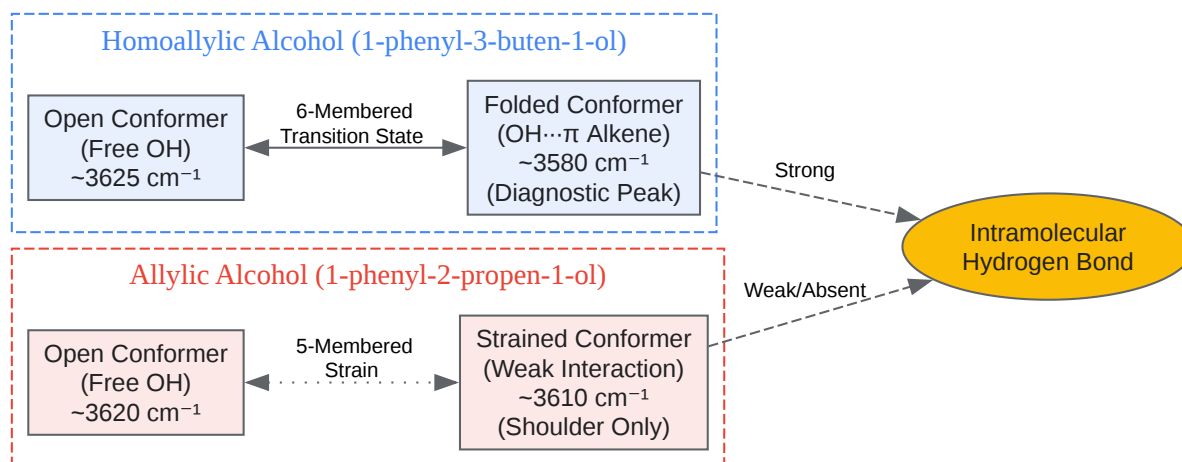 Homoallylic Alcohol (1-phenyl-3-buten-1-ol)
Open Conformer
(Free OH)
~3625 cm⁻¹
6-Membered
Transition State
Folded Conformer
(OH···π Alkene)
~3580 cm⁻¹
(Diagnostic Peak)
Strong
Intramolecular
Hydrogen Bond
Weak/Absent
Allylic Alcohol (1-phenyl-2-propen-1-ol)
Open Conformer
(Free OH)
~3620 cm⁻¹
5-Membered
Strain
Strained Conformer
(Weak Interaction)
~3610 cm⁻¹
(Shoulder Only)